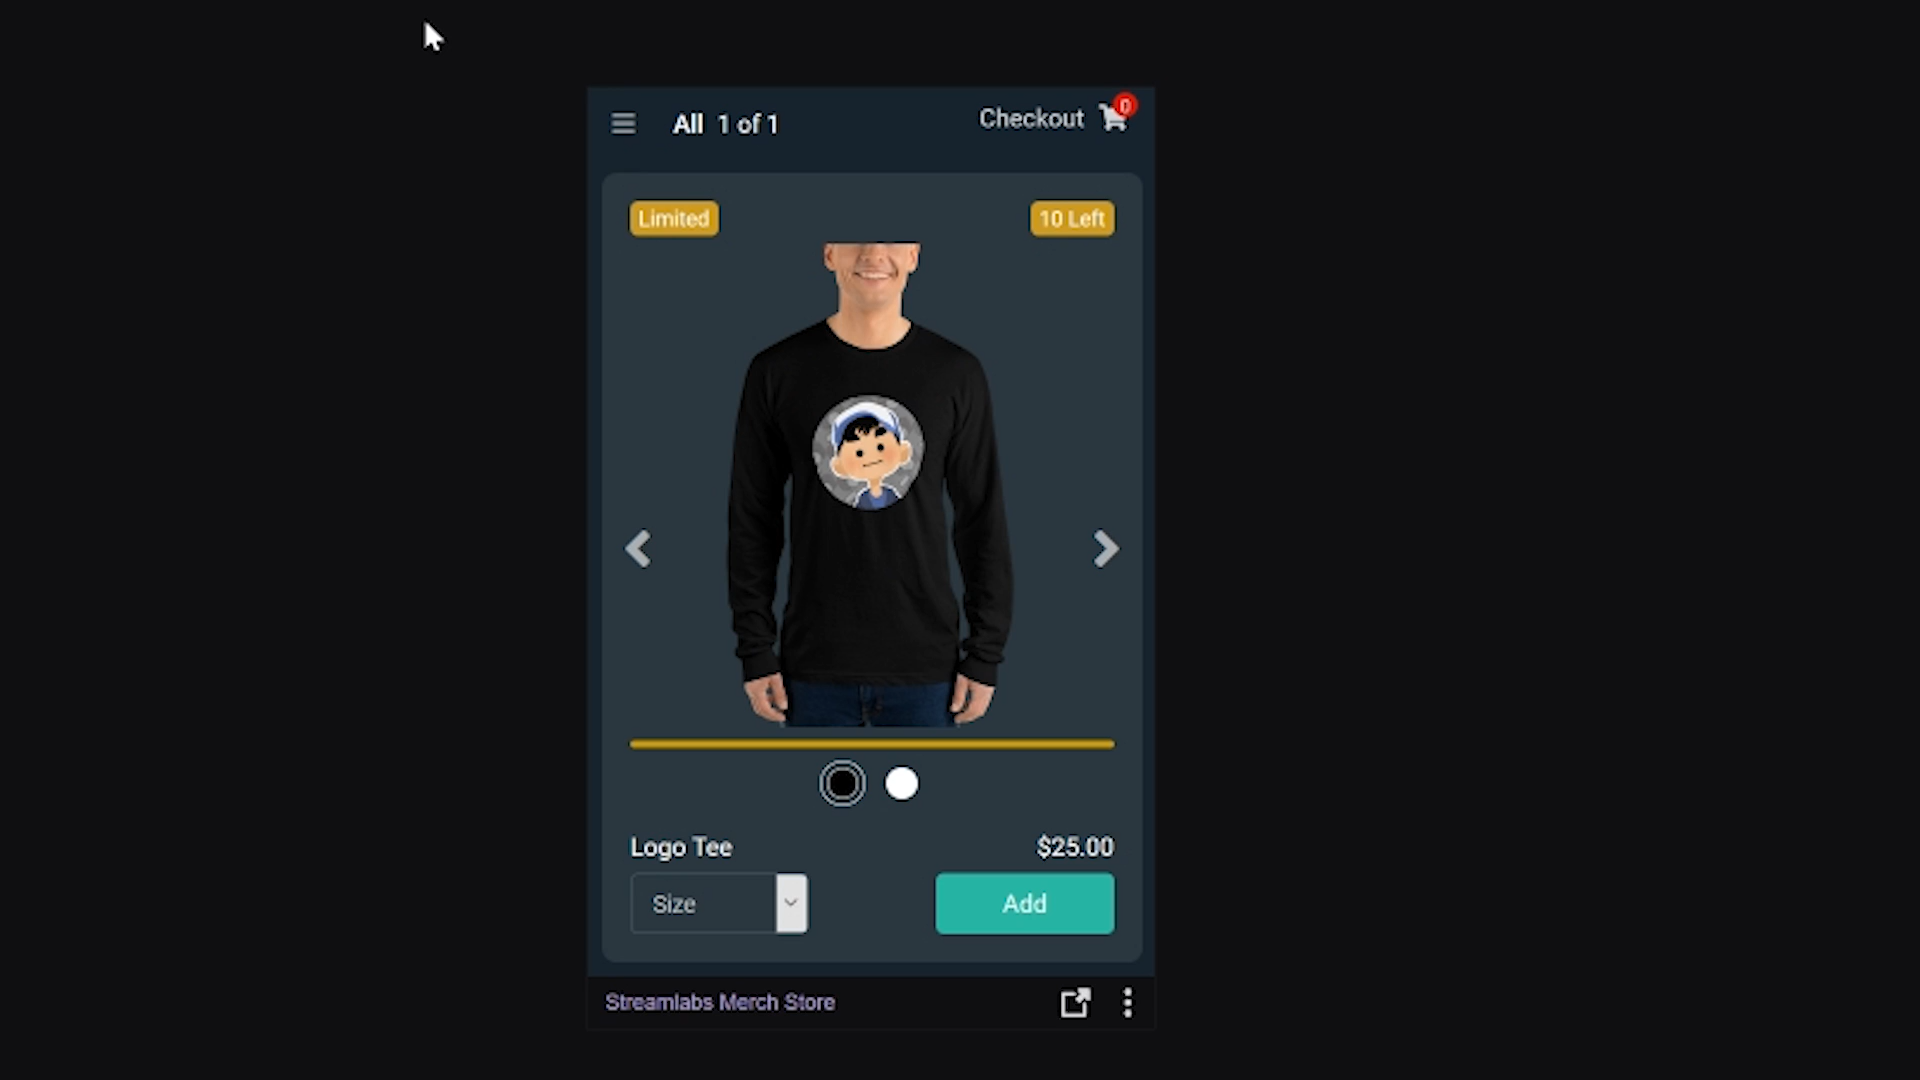 All 1 of 1
Checkout
0
Limited
10 Left
Logo Tee
$25.00
Size
Add
Streamlabs Merch Store